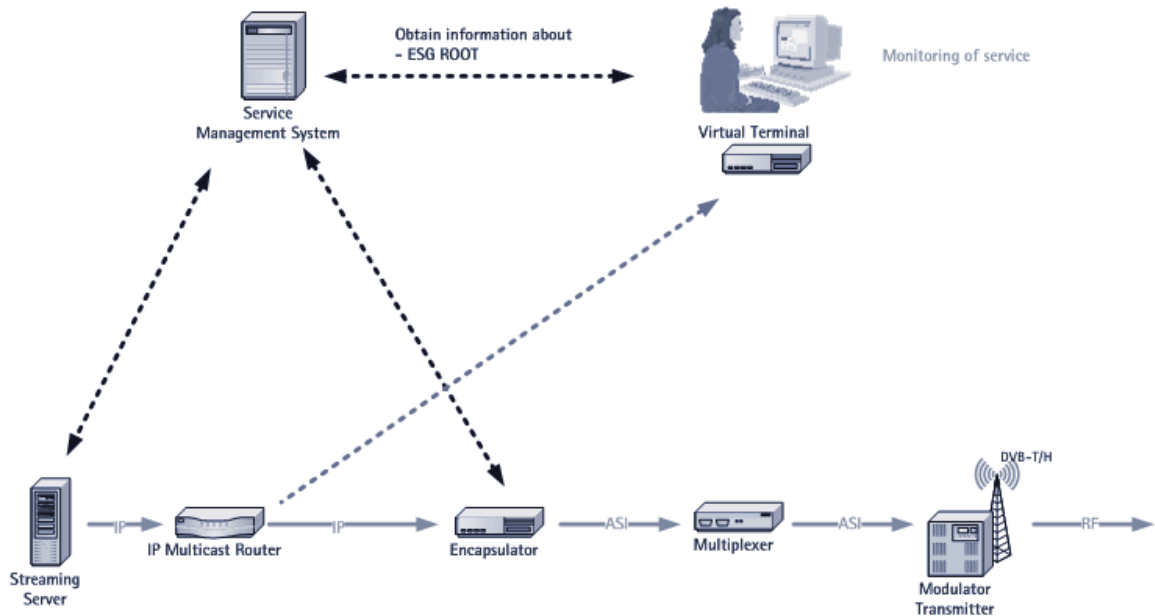 Obtain information about
- ESG ROOT
Monitoring of service
Service
Management System
Virtual Terminal
DVB-T/H
IP
IP
ASI
ASI
RF
Streaming
Server
IP Multicast Router
Encapsulator
Multiplexer
Modulator
Transmitter